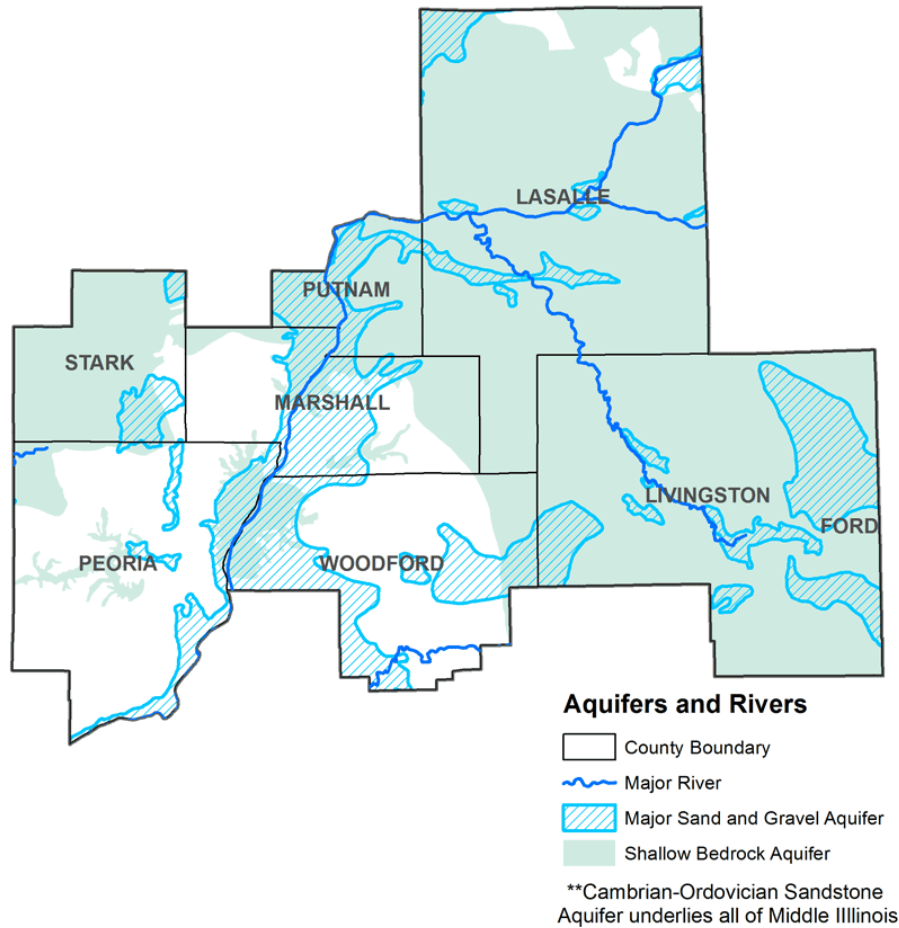 LASALLE
PUTNAM
STARK
MARSHALL
LIVINGSTON
FORD
PEORIA
WOODFORD
Aquifers and Rivers
County Boundary
Major River
Major Sand and Gravel Aquifer
Shallow Bedrock Aquifer
**Cambrian-Ordovician Sandstone
Aquifer underlies all of Middle IIllinois